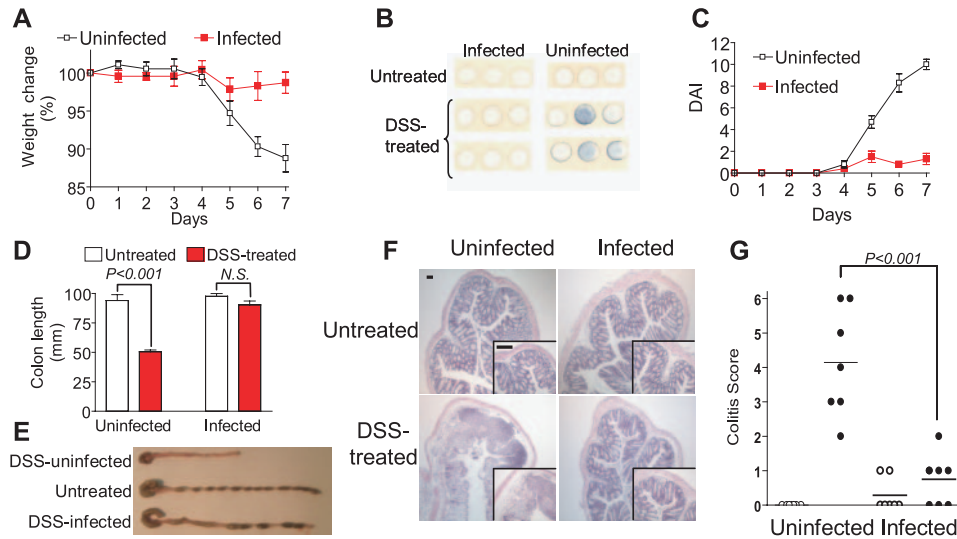 A
Uninfected
Infected
Weight change
(%)
100
95
90
85
0 1 2 3 4 5 6 7
Days
B
Infected Uninfected
Untreated
DSS-
treated
C
Uninfected
Infected
DAI
12
10
8
6
4
2
0
0 1 2 3 4 5 6 7
Days
D
Untreated DSS-treated
P<0.001 N.S.
Colon length
(mm)
100
75
50
25
0
Uninfected Infected
E
DSS-uninfected
Untreated
DSS-infected
F
Uninfected Infected
Untreated
DSS-
treated
G
P<0.001
Colitis Score
6
5
4
3
2
1
0
Uninfected Infected